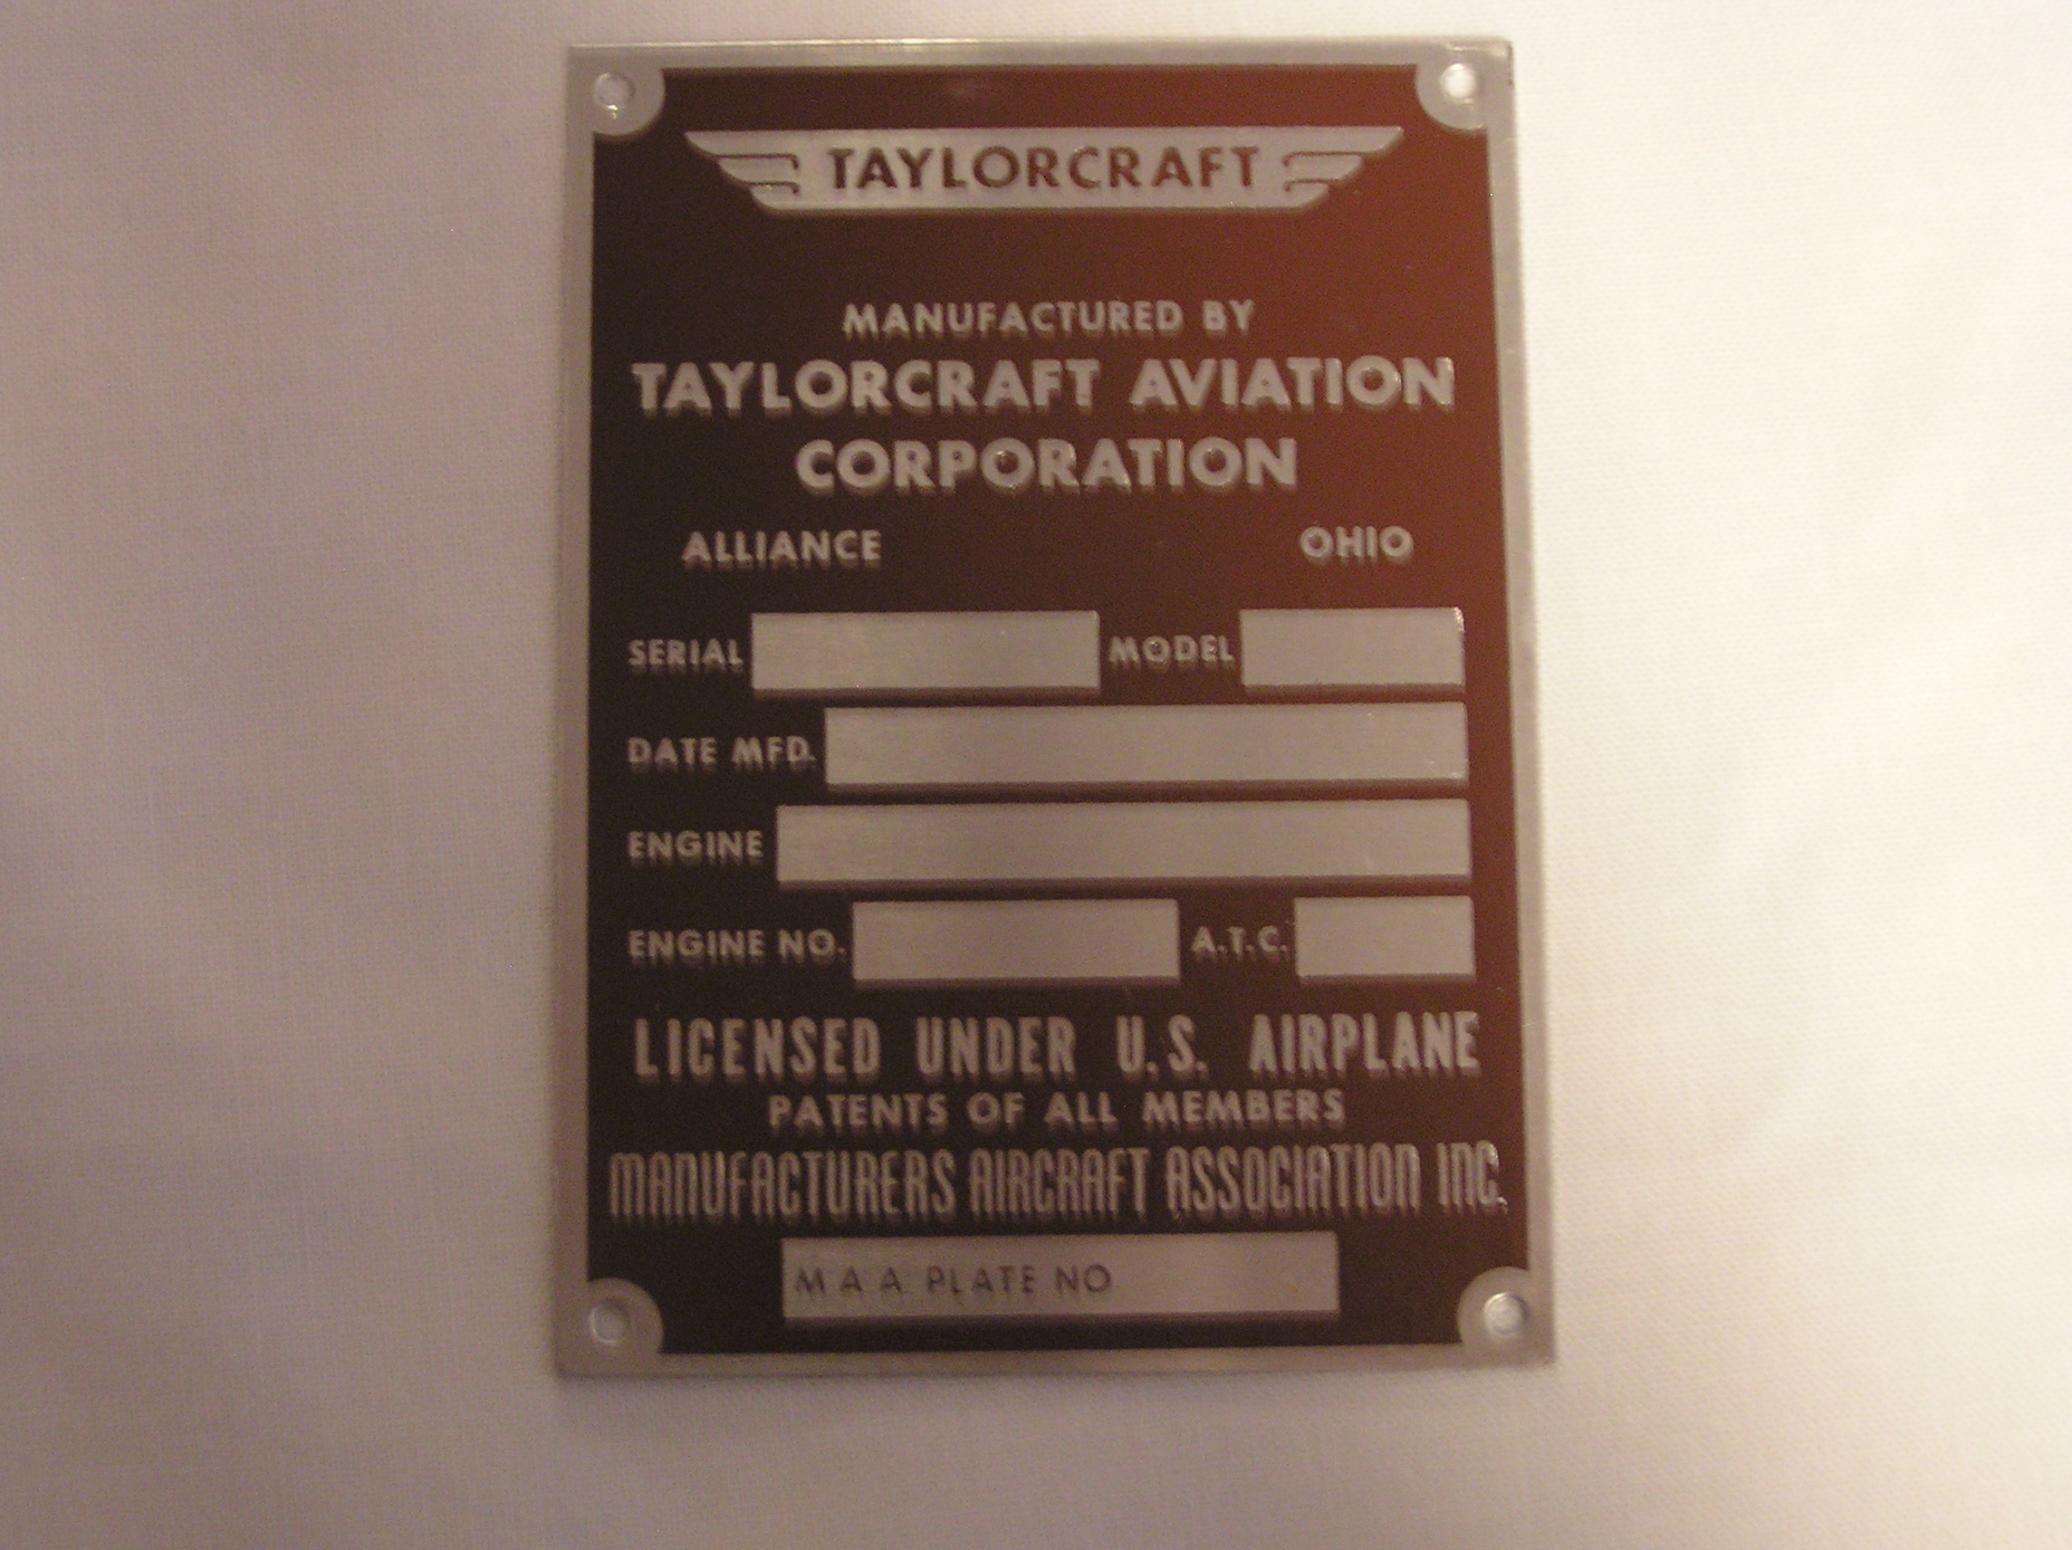 TAYLORCRAFT
MANUFACTURED BY
TAYLORCRAFT AVIATION
CORPORATION
ALLIANCE OHIO
SERIAL MODEL
DATE MFD.
ENGINE
ENGINE NO. A.T.C.
LICENSED UNDER U.S. AIRPLANE
PATENTS OF ALL MEMBERS
MANUFACTURERS AIRCRAFT ASSOCIATION INC.
M A A PLATE NO